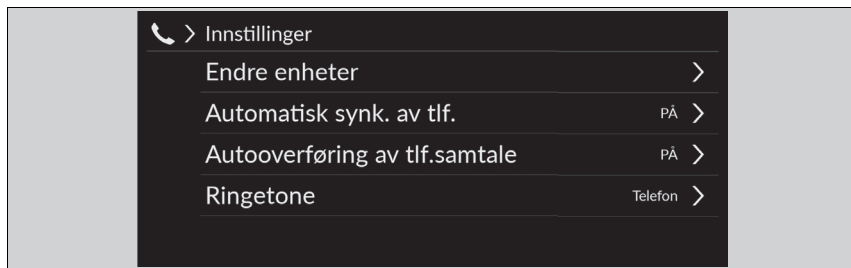 Innstillinger
Endre enheter
Automatisk synk. av tlf. PÅ
Autooverføring av tlf.samtale PÅ
Ringetone Telefon